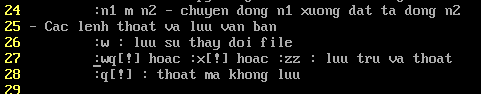 24 :n1 m n2 - chuyen dong n1 xuong dat ta dong n2
25 - Cac lenh thoat va luu van ban
26 :w : luu su thay doi file
27 :wq[!] hoac :x[!] hoac :zz : luu tru va thoat
28 :q[!] : thoat ma khong luu
29